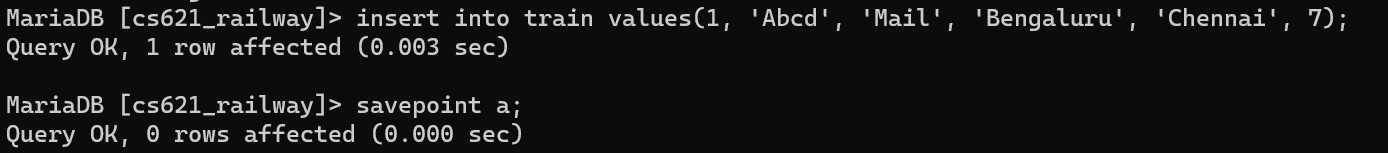 MariaDB [cs621_railway]> insert into train values(1, 'Abcd', 'Mail', 'Bengaluru', 'Chennai', 7);
Query OK, 1 row affected (0.003 sec)
MariaDB [cs621_railway]> savepoint a;
Query OK, 0 rows affected (0.000 sec)